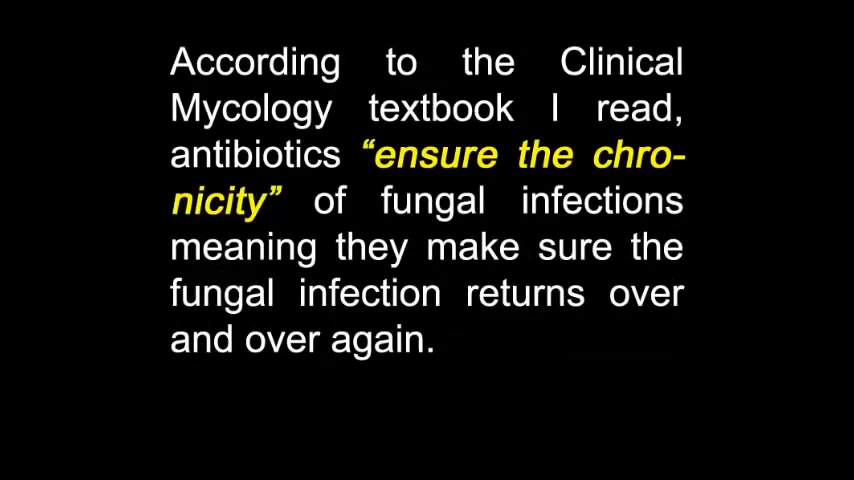 According to the Clinical
Mycology textbook I read,
antibiotics “ensure the chro-
nicity” of fungal infections
meaning they make sure the
fungal infection returns over
and over again.